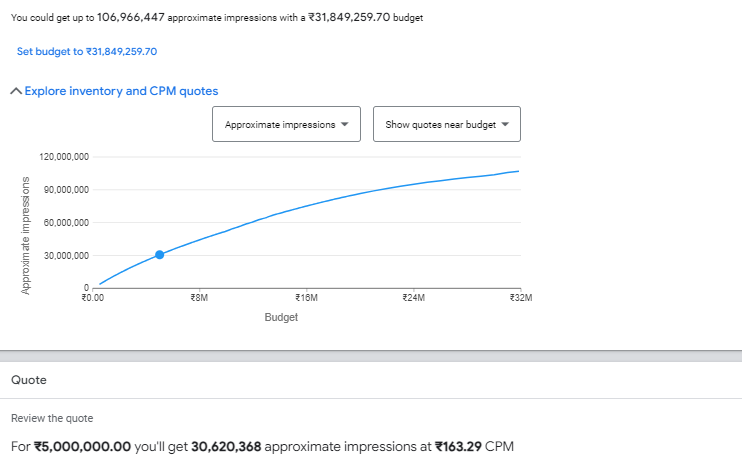 You could get up to 106,966,447 approximate impressions with a ₹31,849,259.70 budget
Set budget to ₹31,849,259.70
Explore inventory and CPM quotes
Approximate impressions
Show quotes near budget
120,000,000
90,000,000
60,000,000
30,000,000
0
Approximate impressions
₹0.00
₹8M
₹16M
₹24M
₹32M
Budget
Quote
Review the quote
For ₹5,000,000.00 you'll get 30,620,368 approximate impressions at ₹163.29 CPM